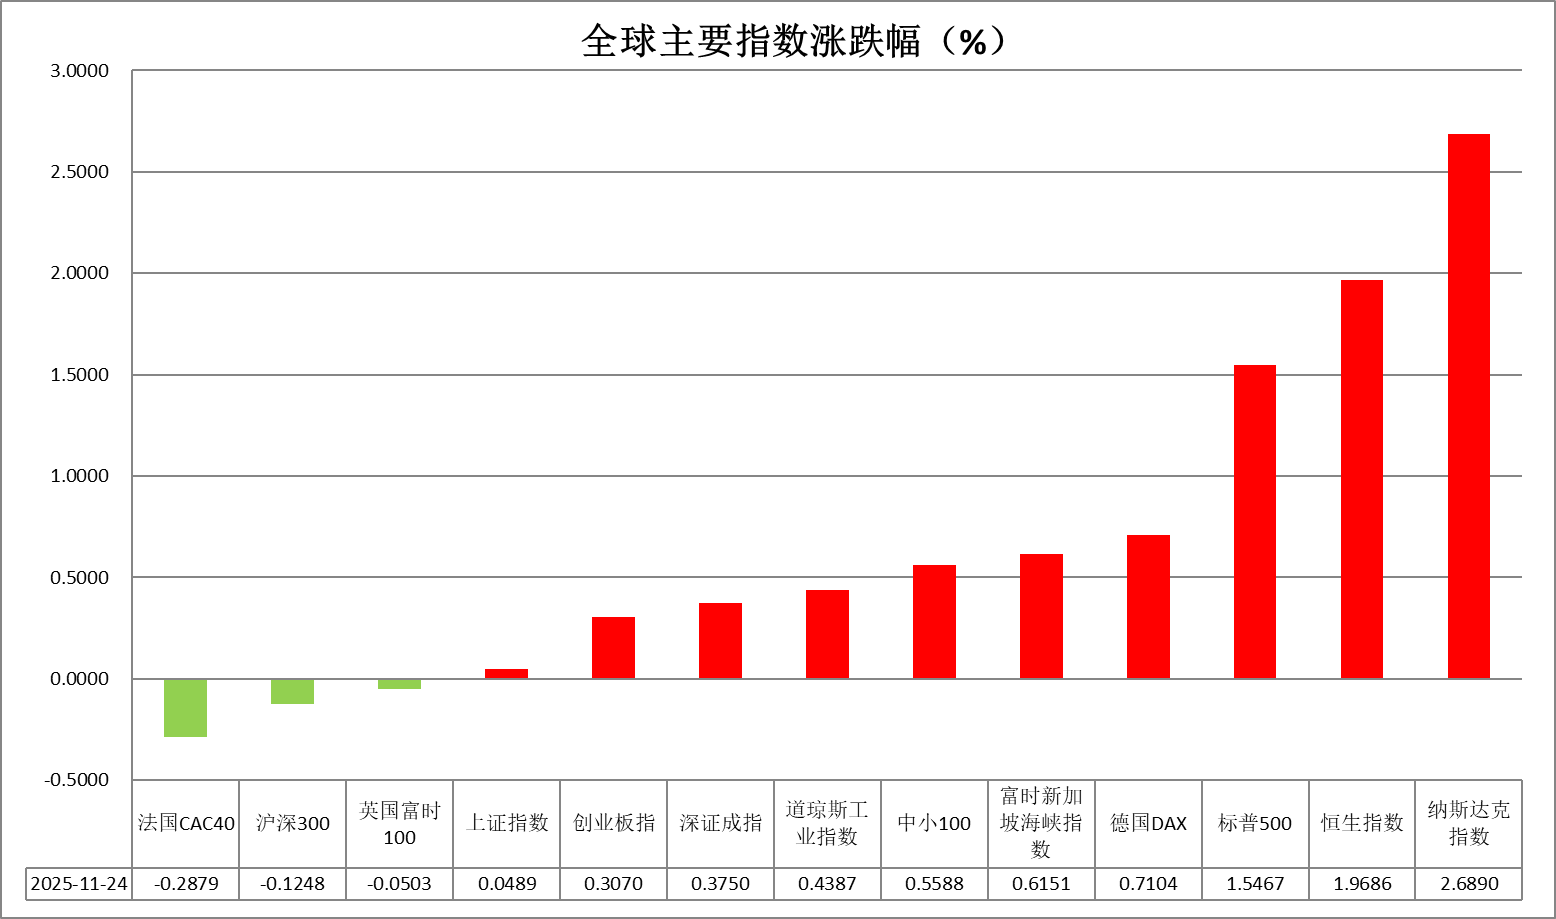 全球主要指数涨跌幅（%）
3.0000
2.5000
2.0000
1.5000
1.0000
0.5000
0.0000
-0.5000
法国CAC40
沪深300
英国富时
100
上证指数
创业板指
深证成指
道琼斯工
业指数
中小100
富时新加
坡海峡指
数
德国DAX
标普500
恒生指数
纳斯达克
指数
2025-11-24 -0.2879 -0.1248 -0.0503 0.0489 0.3070 0.3750 0.4387 0.5588 0.6151 0.7104 1.5467 1.9686 2.6890